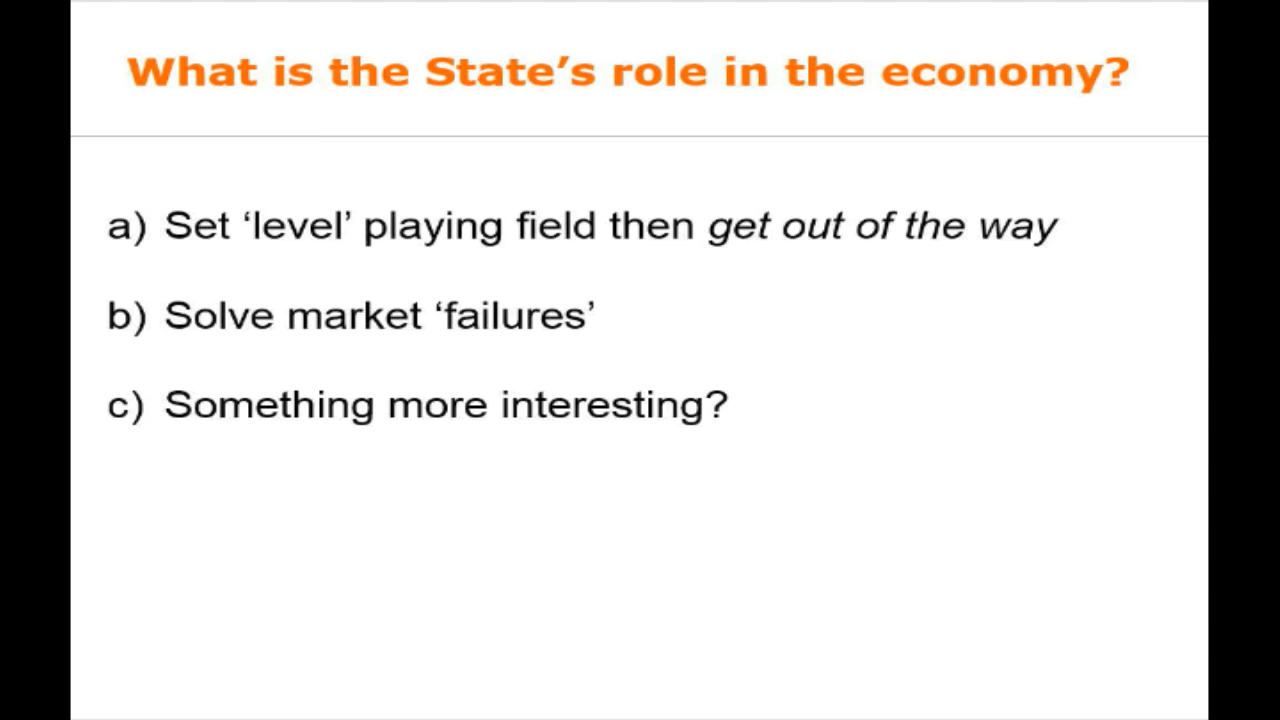 What is the State’s role in the economy?
a) Set ‘level’ playing field then get out of the way
b) Solve market ‘failures’
c) Something more interesting?